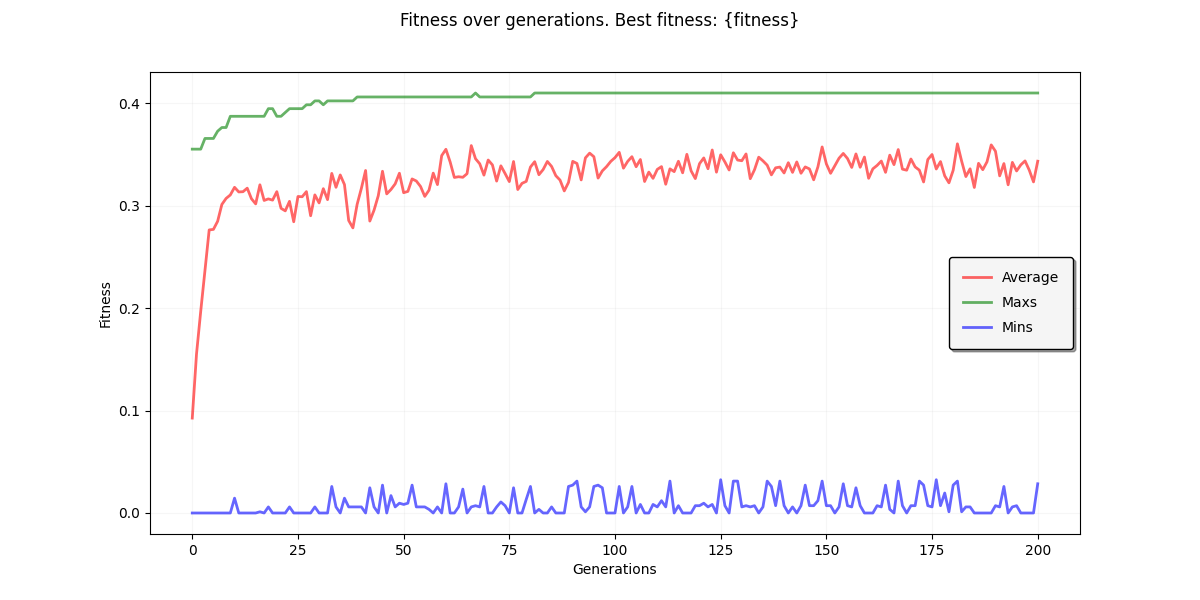 Fitness over generations. Best fitness: {fitness}
0.4
0.3
0.2
0.1
0.0
Fitness
Average
Maxs
Mins
0 25 50 75 100 125 150 175 200
Generations